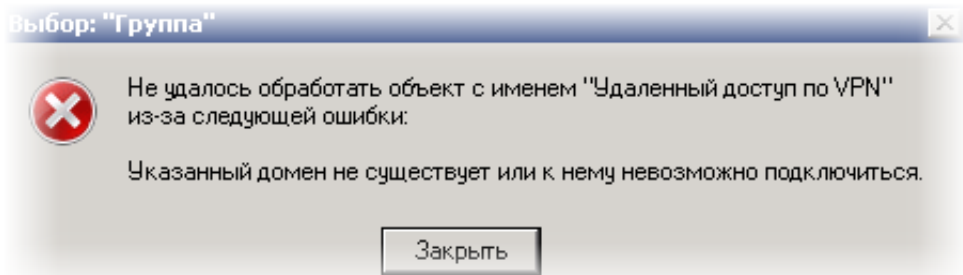 Выбор: "Группа"
Не удалось обработать объект с именем "Удаленный доступ по VPN"
из-за следующей ошибки:
Указанный домен не существует или к нему невозможно подключиться.
Закрыть